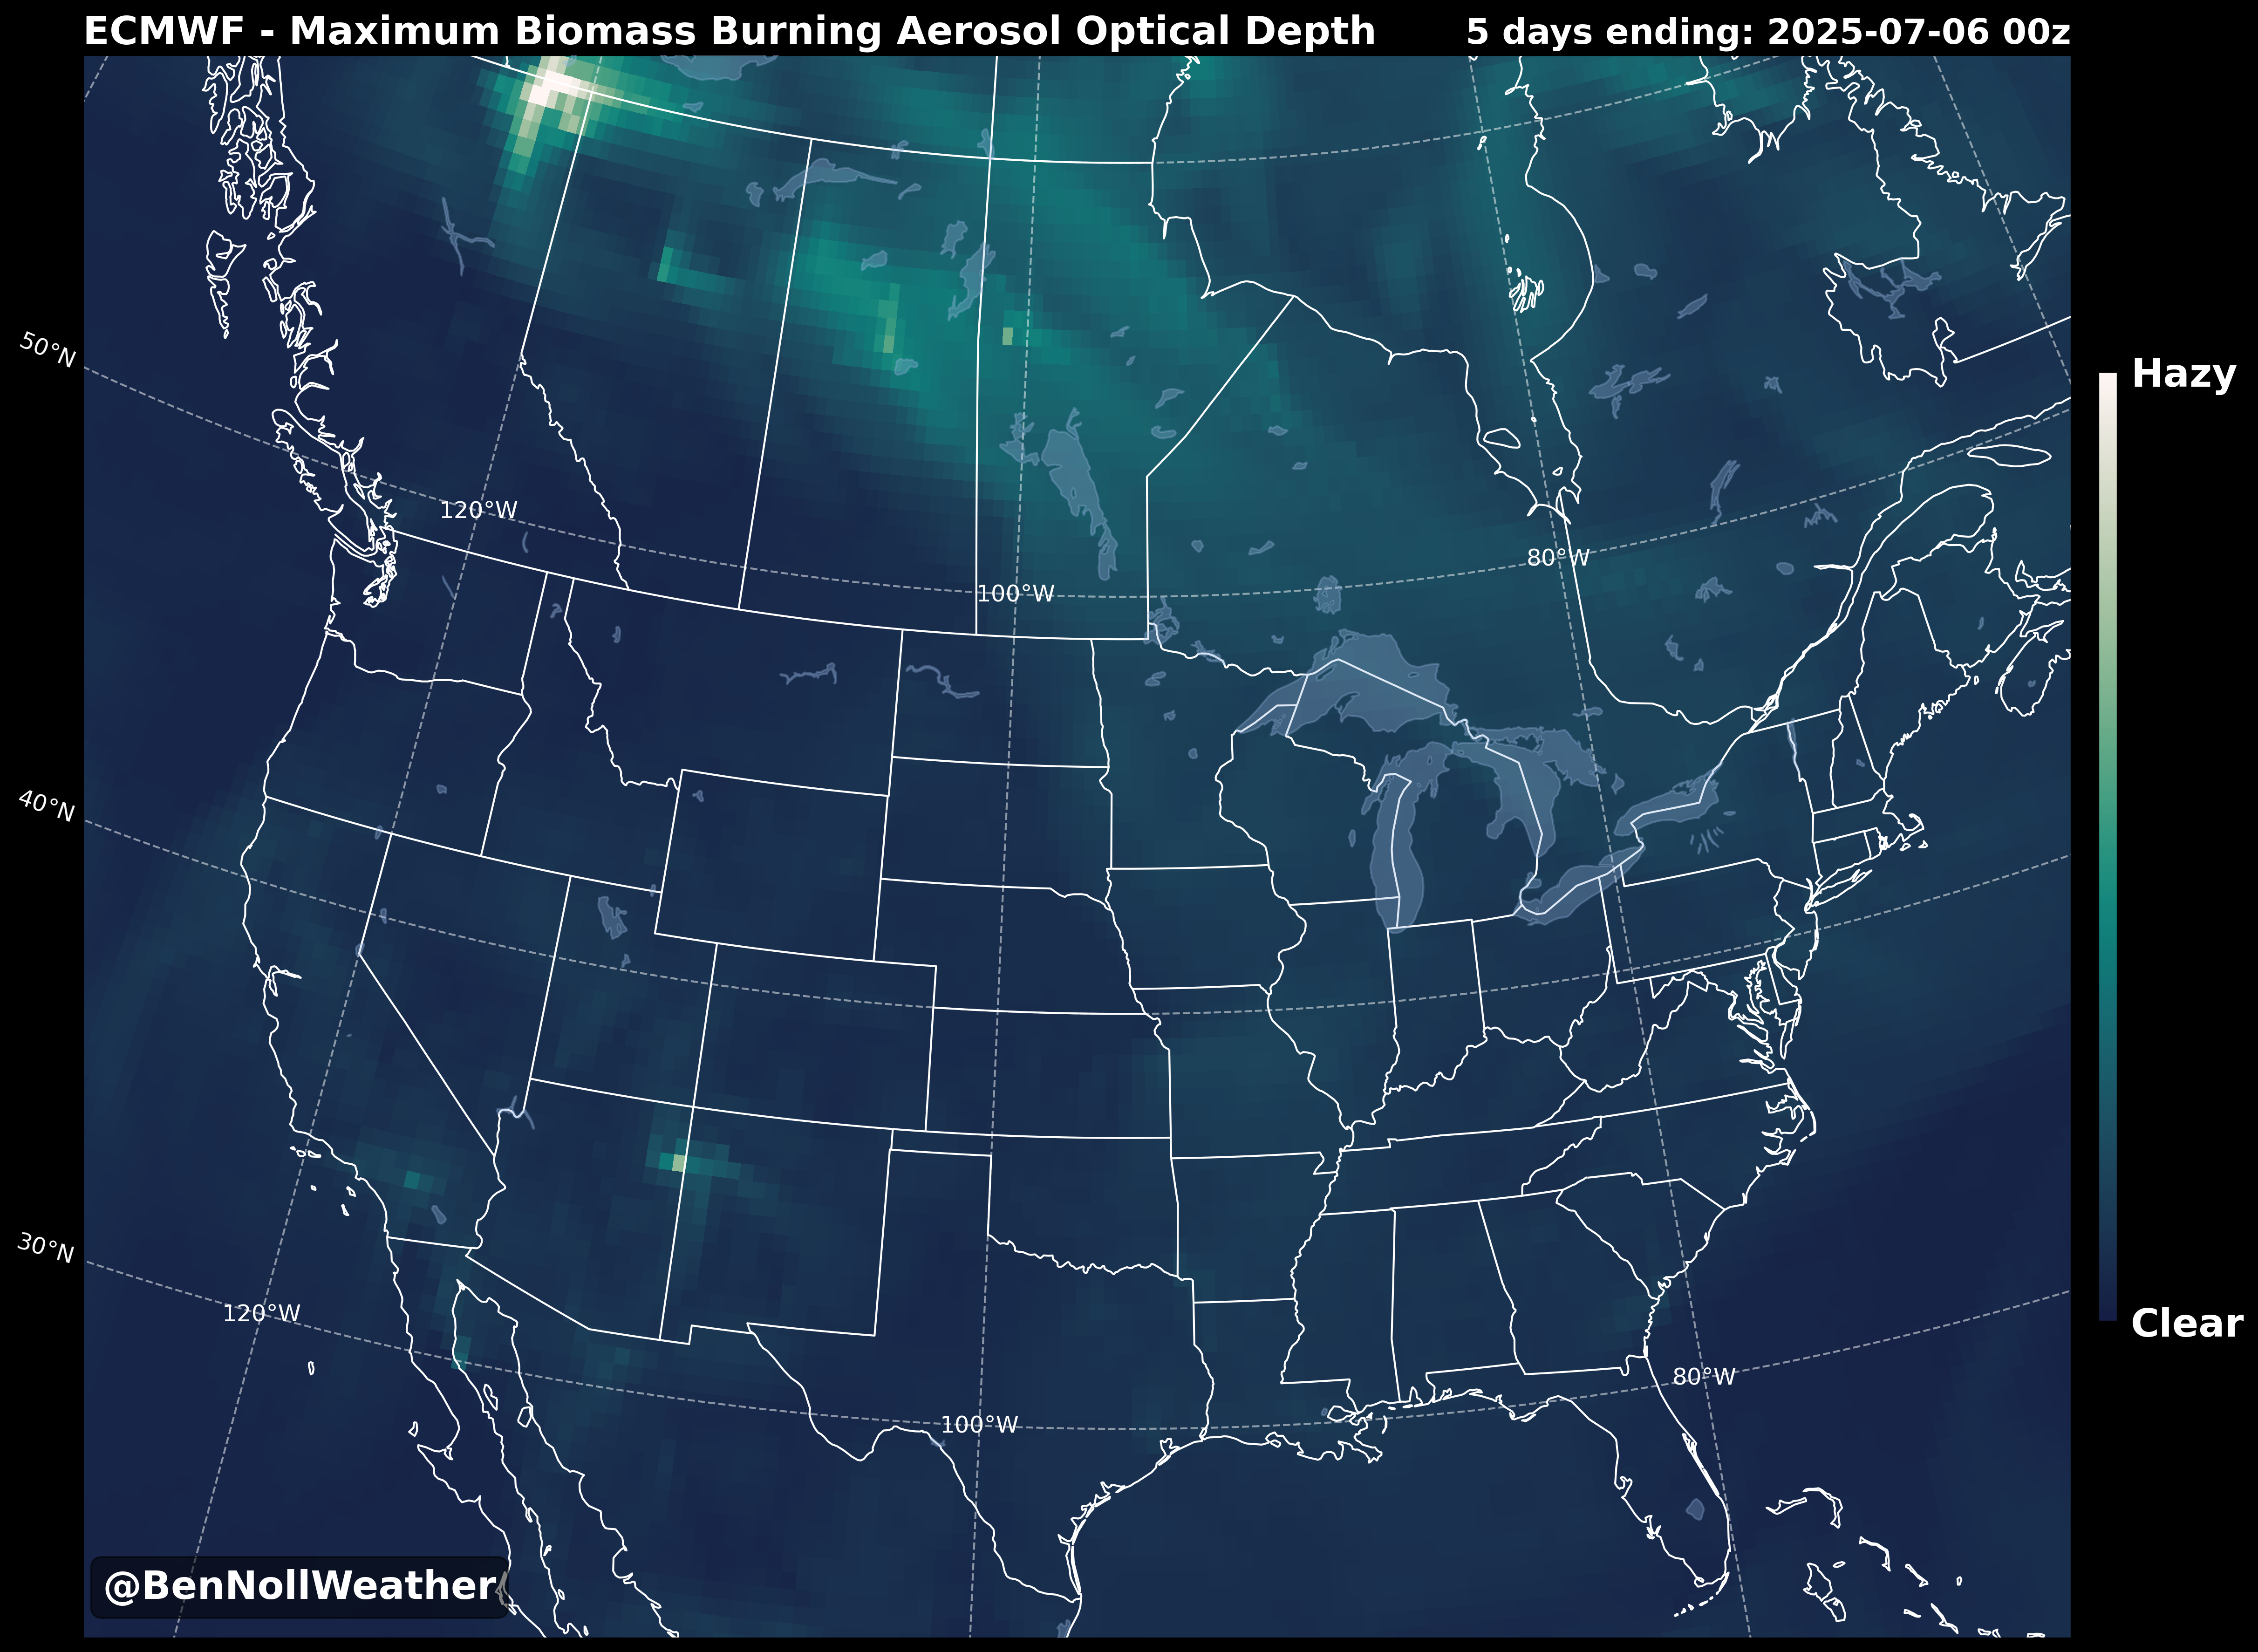 ECMWF - Maximum Biomass Burning Aerosol Optical Depth
5 days ending: 2025-07-06 00z
50°N
Hazy
120°W
80°W
100°W
40°N
30°N
120°W
Clear
80°W
100°W
@BenNollWeather